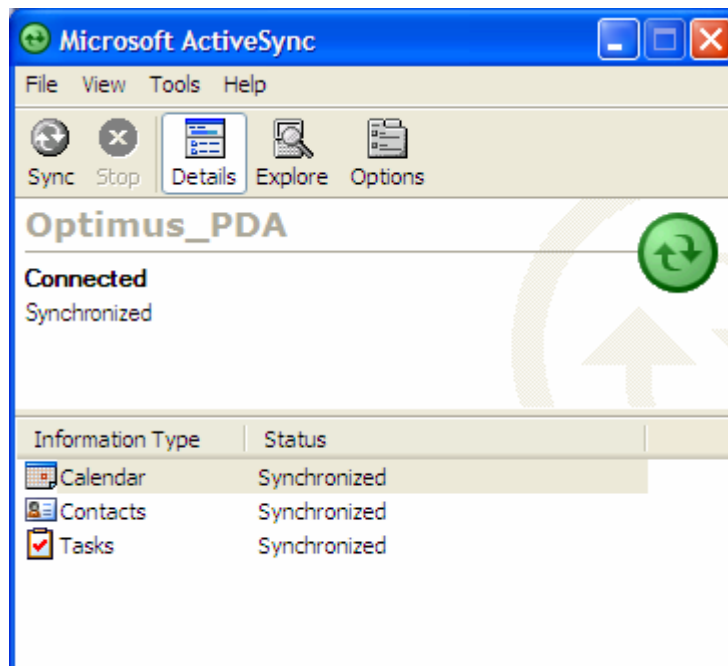 Microsoft ActiveSync
File View Tools Help
Sync Stop Details Explore Options
Optimus_PDA
Connected
Synchronized
Information Type Status
Calendar Synchronized
Contacts Synchronized
Tasks Synchronized